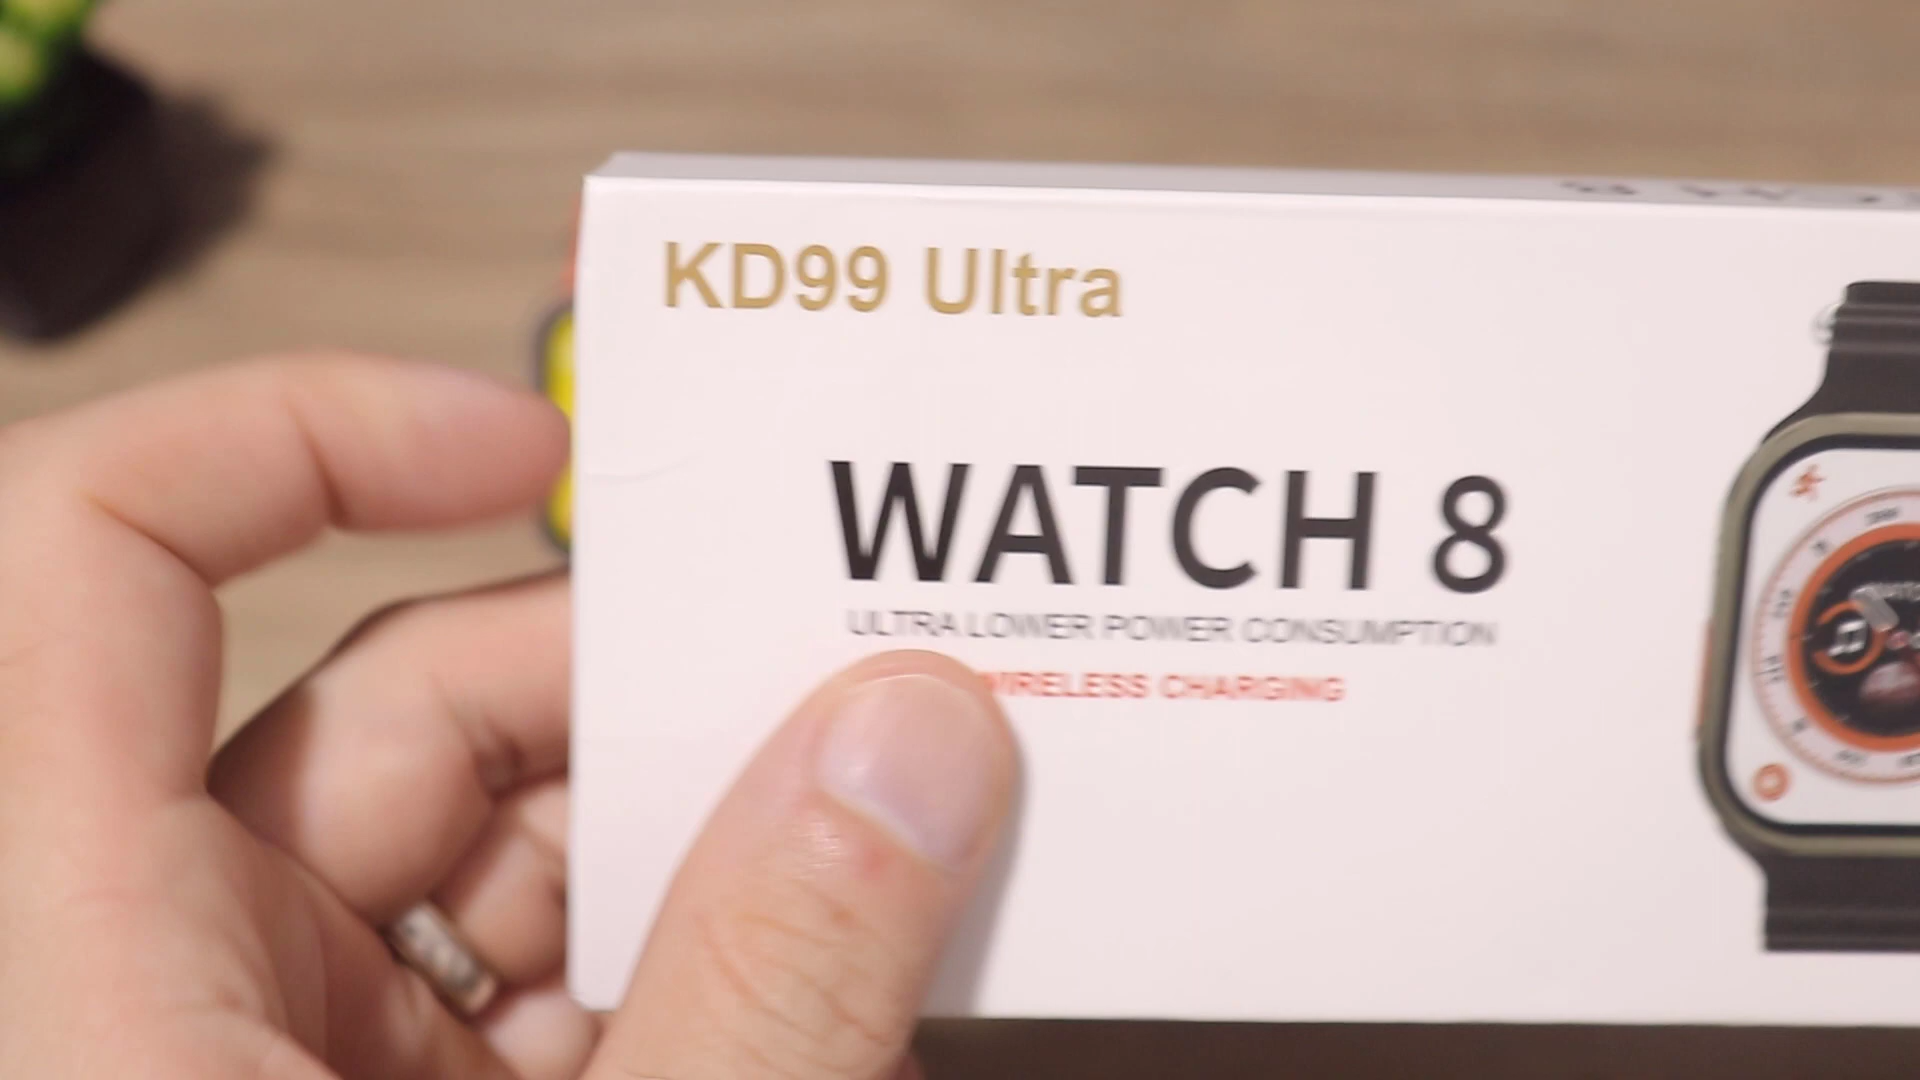 KD99 Ultra
WATCH 8
ULTRA LOWER POWER CONSUMPTION
WIRELESS CHARGING